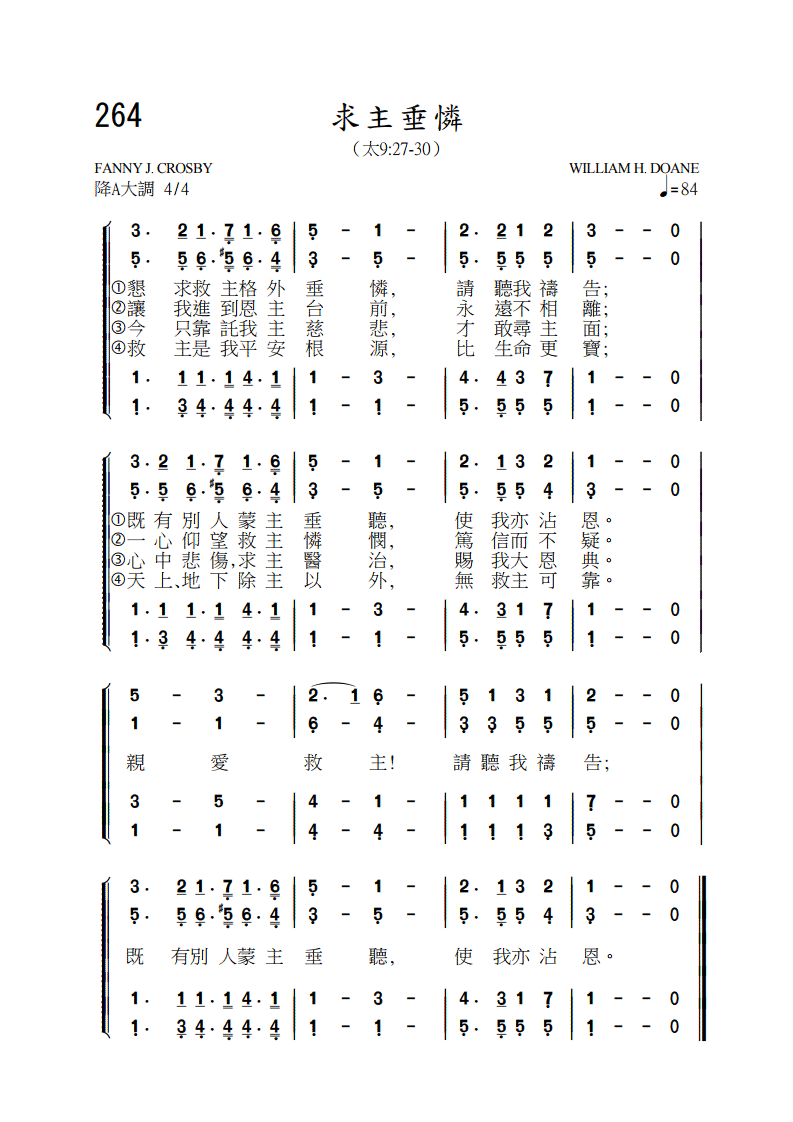 264
求主垂憐
（太9:27-30）
FANNY J. CROSBY
WILLIAM H. DOANE
降A大調 4/4
♩=84
3· 2 1·7 1·6 | 5 - 1 - | 2· 2 1 2 | 3 - - 0
5· 5 6·#5 6·4 | 3 - 5 - | 5· 5 5 5 | 5 - - 0
①懇 求救主格外垂憐，請聽我禱告；
②讓 我進到恩主台前，永遠不相離；
③今 只靠託我主慈悲，才敢尋主面；
④救 主是我平安根源，比生命更寶；
1· 1 1·1 4·1 | 1 - 3 - | 4· 4 3 7 | 1 - - 0
1· 3 4·4 4·4 | 1 - 1 - | 5· 5 5 5 | 1 - - 0
3·2 1·7 1·6 | 5 - 1 - | 2· 1 3 2 | 1 - - 0
5·5 6·#5 6·4 | 3 - 5 - | 5· 5 5 4 | 3 - - 0
①既有別人蒙主垂聽，使我亦沾恩。
②一心仰望救主憐憫，篤信而不疑。
③心中悲傷，求主醫治，賜我大恩典。
④天上、地下除主以外，無救主可靠。
1·1 1·1 4·1 | 1 - 3 - | 4· 3 1 7 | 1 - - 0
1·3 4·4 4·4 | 1 - 1 - | 5· 5 5 5 | 1 - - 0
5 - 3 - | 2· 1 6 - | 5 1 3 1 | 2 - - 0
1 - 1 - | 6 - 4 - | 3 3 5 5 | 5 - - 0
親愛救主！請聽我禱告；
3 - 5 - | 4 - 1 - | 1 1 1 1 | 7 - - 0
1 - 1 - | 4 - 4 - | 1 1 1 3 | 5 - - 0
3· 2 1·7 1·6 | 5 - 1 - | 2· 1 3 2 | 1 - - 0
5· 5 6·#5 6·4 | 3 - 5 - | 5· 5 5 4 | 3 - - 0
既有別人蒙主垂聽，使我亦沾恩。
1· 1 1·1 4·1 | 1 - 3 - | 4· 3 1 7 | 1 - - 0
1· 3 4·4 4·4 | 1 - 1 - | 5· 5 5 5 | 1 - - 0